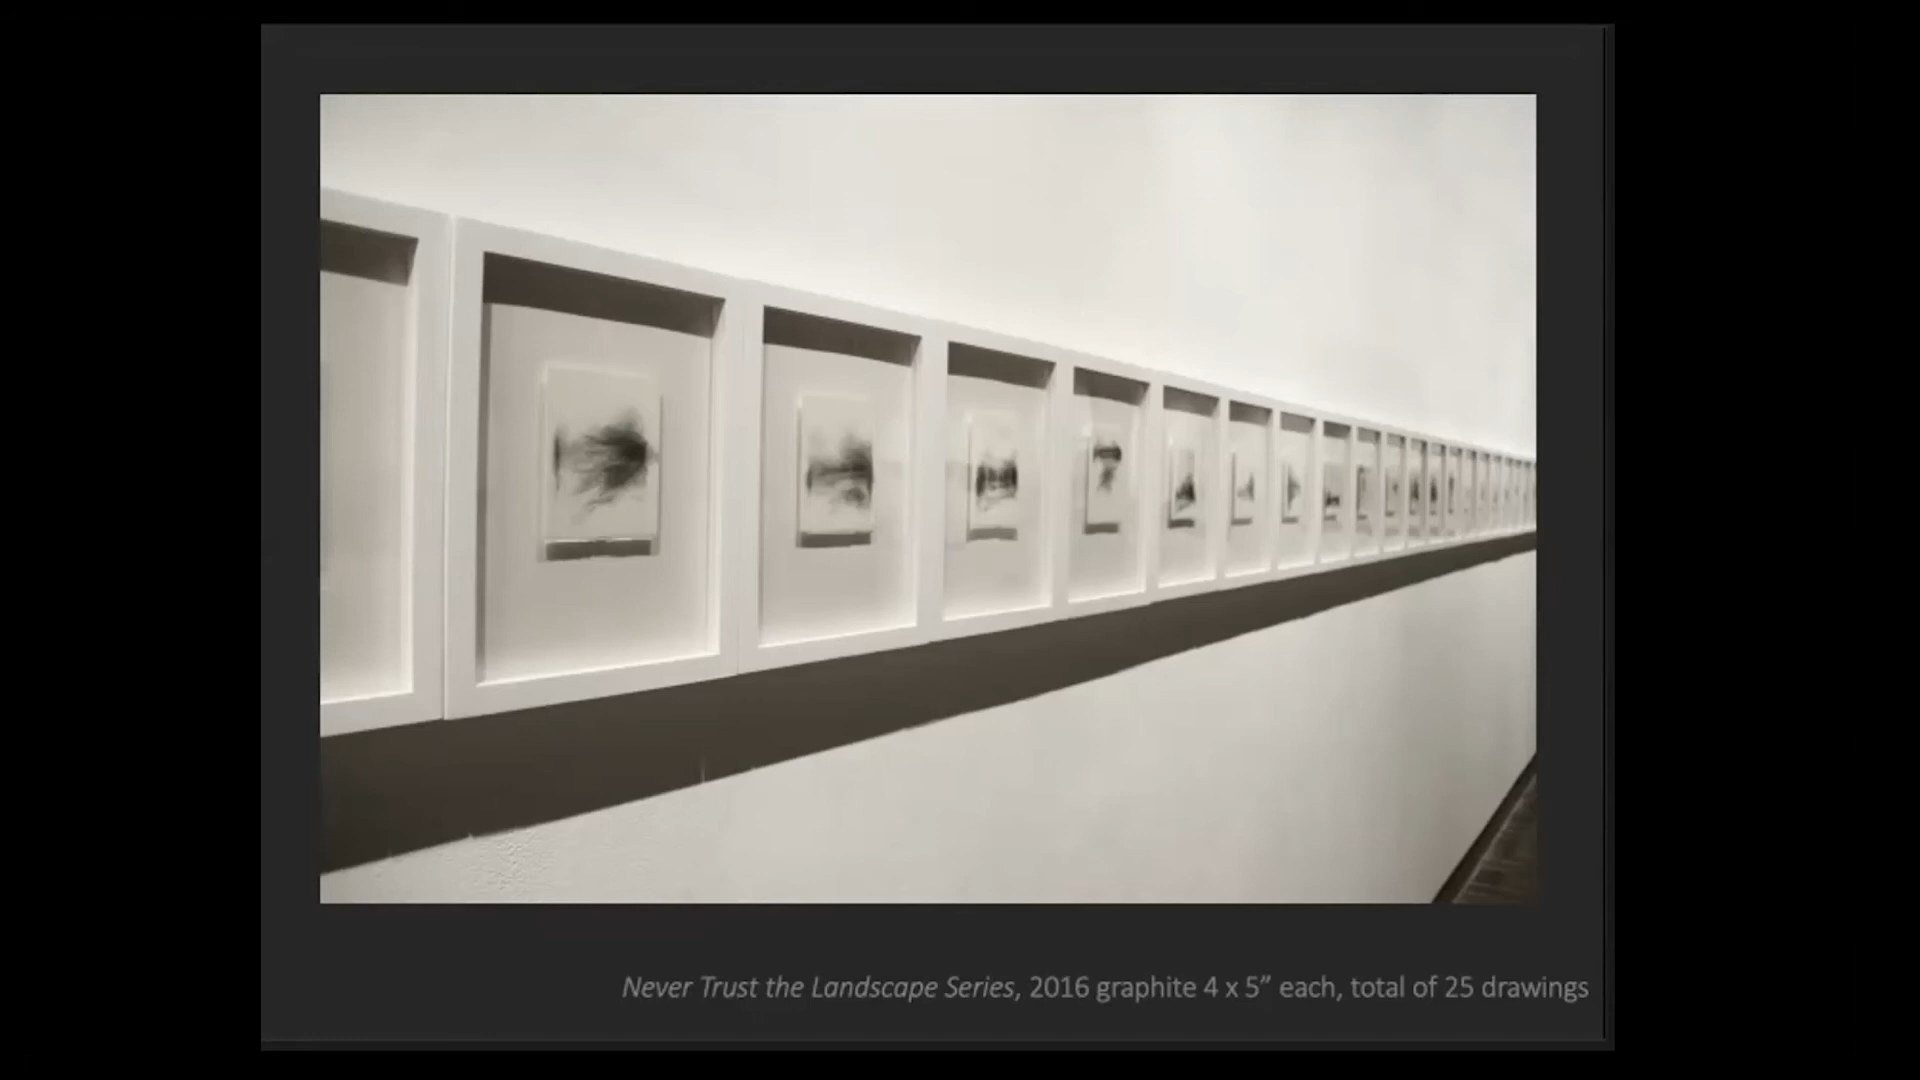 Never Trust the Landscape Series, 2016 graphite 4 x 5” each, total of 25 drawings